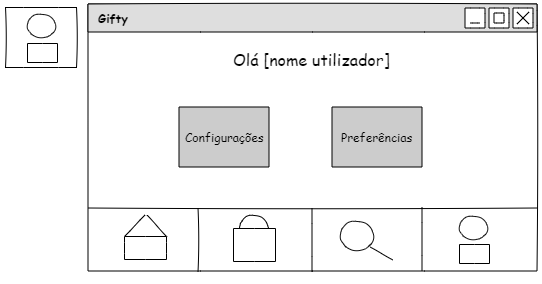 Gifty
Olá [nome utilizador]
Configurações
Preferências